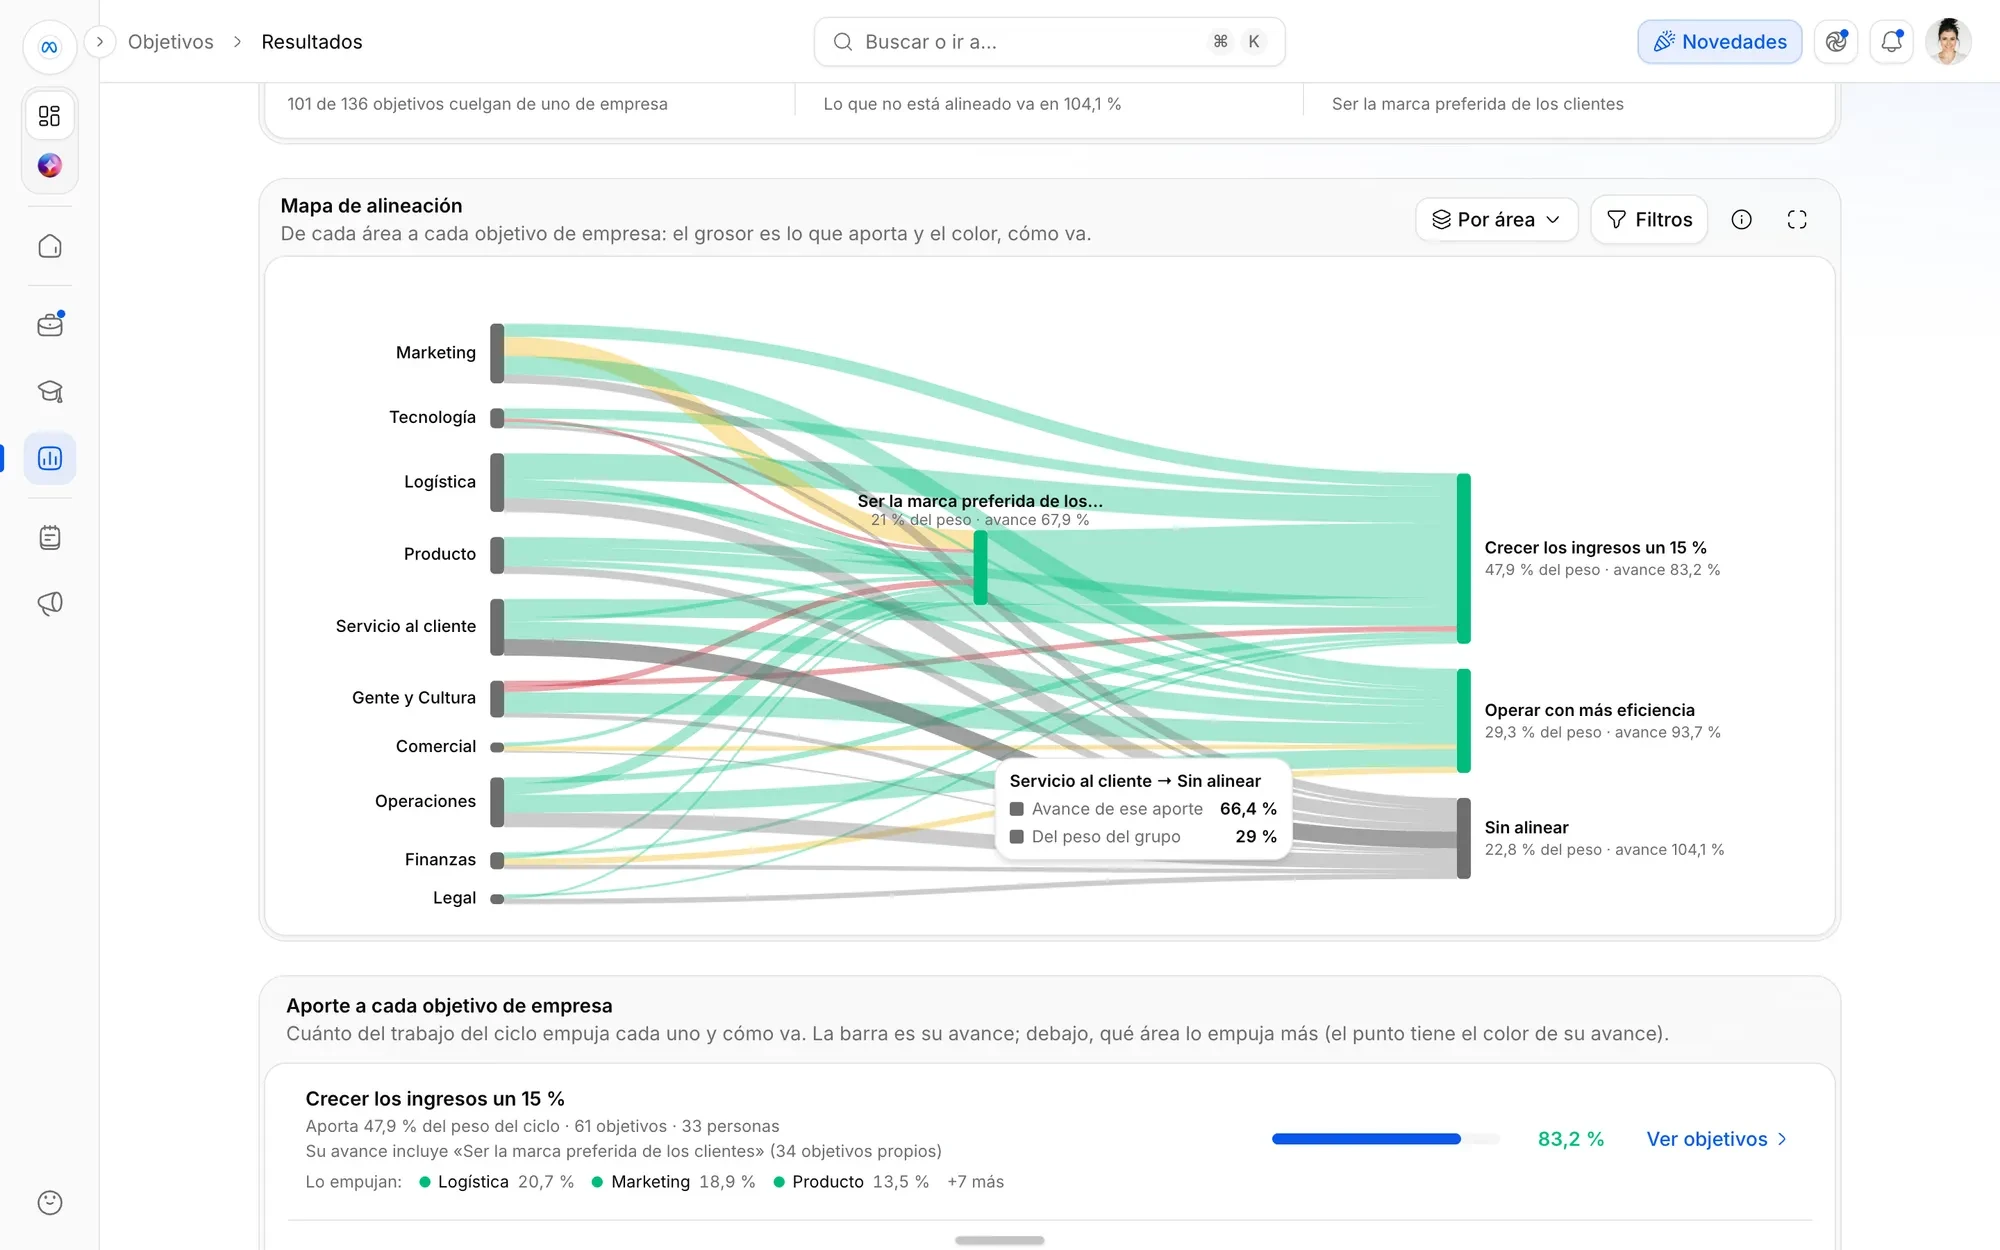 Objetivos
Resultados
Buscar o ir a...
⌘ K
Novedades
101 de 136 objetivos cuelgan de uno de empresa
Lo que no está alineado va en 104,1 %
Ser la marca preferida de los clientes
Mapa de alineación
De cada área a cada objetivo de empresa: el grosor es lo que aporta y el color, cómo va.
Por área
Filtros
Marketing
Tecnología
Logística
Producto
Servicio al cliente
Gente y Cultura
Comercial
Operaciones
Finanzas
Legal
Ser la marca preferida de los...
21 % del peso · avance 67,9 %
Crecer los ingresos un 15 %
47,9 % del peso · avance 83,2 %
Operar con más eficiencia
29,3 % del peso · avance 93,7 %
Sin alinear
22,8 % del peso · avance 104,1 %
Servicio al cliente → Sin alinear
Avance de ese aporte 66,4 %
Del peso del grupo 29 %
Aporte a cada objetivo de empresa
Cuánto del trabajo del ciclo empuja cada uno y cómo va. La barra es su avance; debajo, qué área lo empuja más (el punto tiene el color de su avance).
Crecer los ingresos un 15 %
Aporta 47,9 % del peso del ciclo · 61 objetivos · 33 personas
Su avance incluye «Ser la marca preferida de los clientes» (34 objetivos propios)
Lo empujan: Logística 20,7 % Marketing 18,9 % Producto 13,5 % +7 más
83,2 %
Ver objetivos